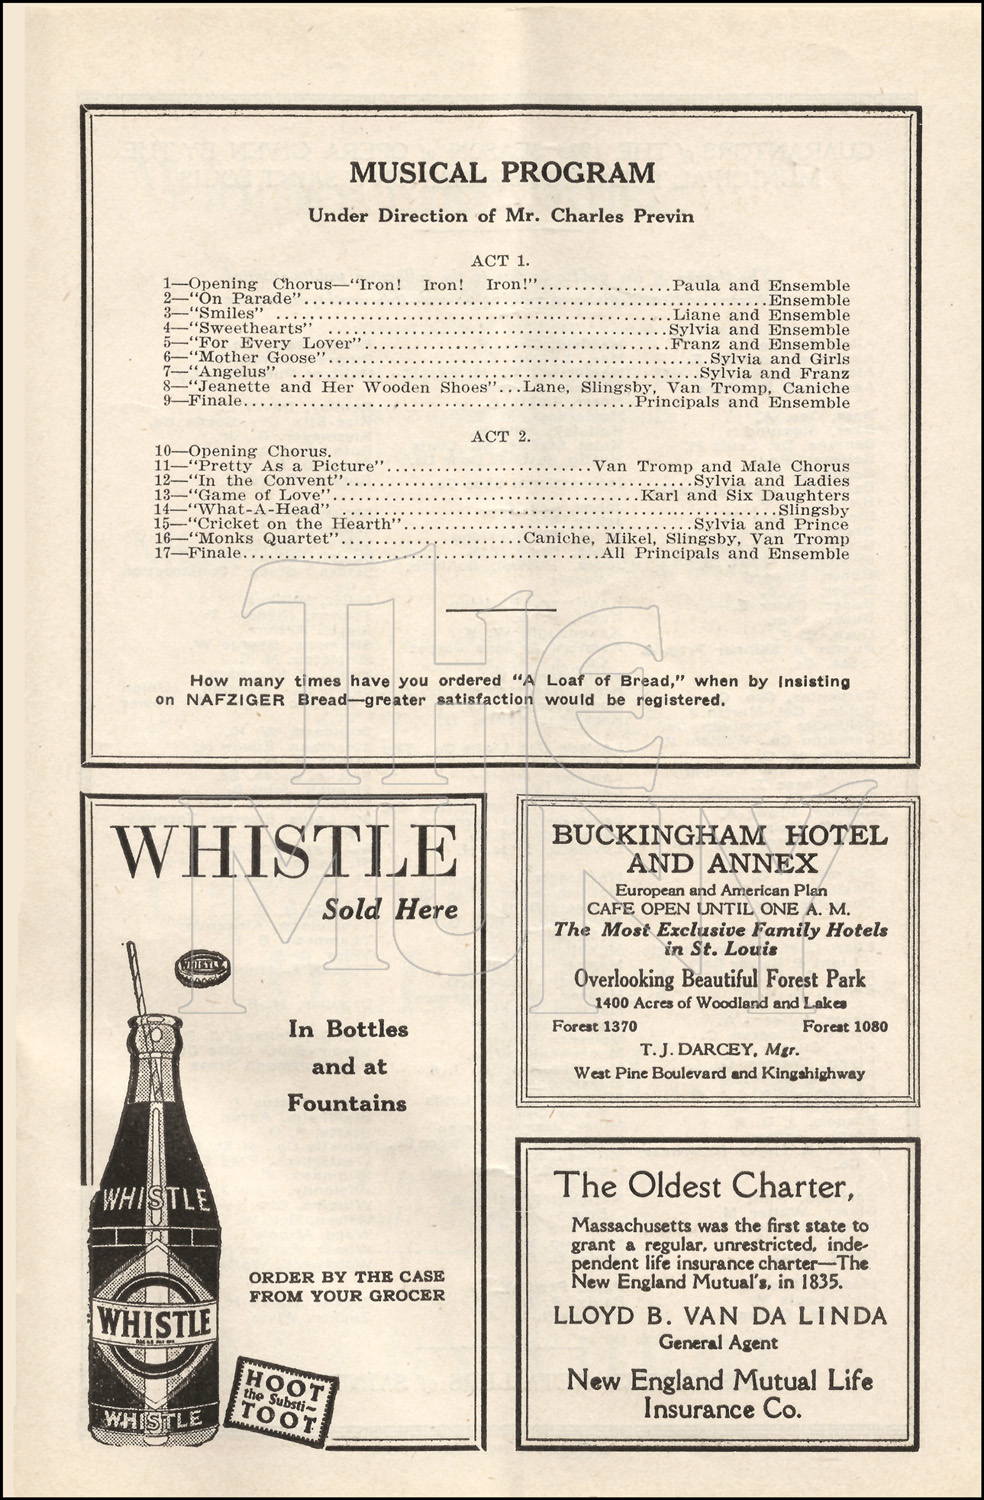 MUSICAL PROGRAM
Under Direction of Mr. Charles Previn
ACT 1.
1—Opening Chorus—"Iron! Iron! Iron!"...............Paula and Ensemble
2—"On Parade"......................................................Ensemble
3—"Smiles" ..............................................Liane and Ensemble
4—"Sweethearts" .......................................Sylvia and Ensemble
5—"For Every Lover"...................................Franz and Ensemble
6—"Mother Goose"............................................Sylvia and Girls
7—"Angelus" ...............................................Sylvia and Franz
8—"Jeanette and Her Wooden Shoes"...Lane, Slingsby, Van Tromp, Caniche
9—Finale.............................................Principals and Ensemble
ACT 2.
10—Opening Chorus.
11—"Pretty As a Picture"........................Van Tromp and Male Chorus
12—"In the Convent"........................................Sylvia and Ladies
13—"Game of Love"...................................Karl and Six Daughters
14—"What-A-Head" ..................................................Slingsby
15—"Cricket on the Hearth".................................Sylvia and Prince
16—"Monks Quartet".....................Caniche, Mikel, Slingsby, Van Tromp
17—Finale.........................................All Principals and Ensemble
How many times have you ordered "A Loaf of Bread," when by insisting
on NAFZIGER Bread—greater satisfaction would be registered.
THE
MUNY
WHISTLE
Sold Here
WHISTLE
In Bottles
and at
Fountains
WHISTLE
ORDER BY THE CASE
FROM YOUR GROCER
WHISTLE
WHISTLE
HOOT
the Substi-
TOOT
BUCKINGHAM HOTEL
AND ANNEX
European and American Plan
CAFE OPEN UNTIL ONE A. M.
The Most Exclusive Family Hotels
in St. Louis
Overlooking Beautiful Forest Park
1400 Acres of Woodland and Lakes
Forest 1370 Forest 1080
T. J. DARCEY, Mgr.
West Pine Boulevard and Kingshighway
The Oldest Charter,
Massachusetts was the first state to
grant a regular, unrestricted, inde-
pendent life insurance charter—The
New England Mutual's, in 1835.
LLOYD B. VAN DA LINDA
General Agent
New England Mutual Life
Insurance Co.